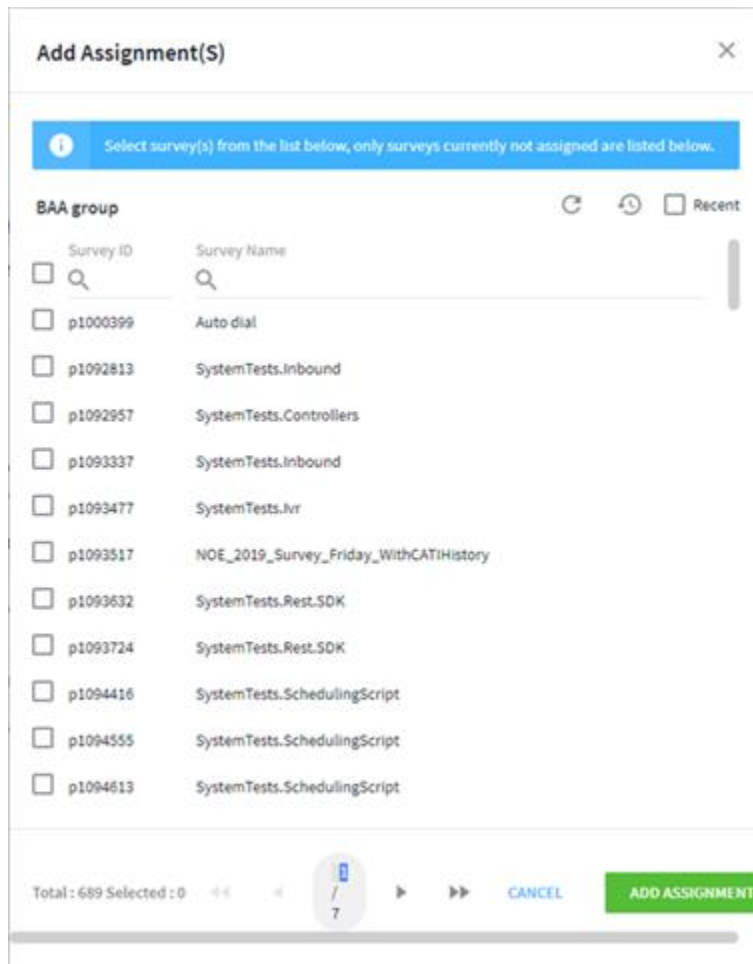 Add Assignment(S)
Select survey(s) from the list below, only surveys currently not assigned are listed below.
BAA group
Recent
Survey ID Survey Name
p1000399 Auto dial
p1092813 SystemTests.Inbound
p1092957 SystemTests.Controllers
p1093337 SystemTests.Inbound
p1093477 SystemTests.Ivr
p1093517 NOE_2019_Survey_Friday_WithCATIHistory
p1093632 SystemTests.Rest.SDK
p1093724 SystemTests.Rest.SDK
p1094416 SystemTests.SchedulingScript
p1094555 SystemTests.SchedulingScript
p1094613 SystemTests.SchedulingScript
Total : 689 Selected : 0
1
/
7
CANCEL
ADD ASSIGNMENT